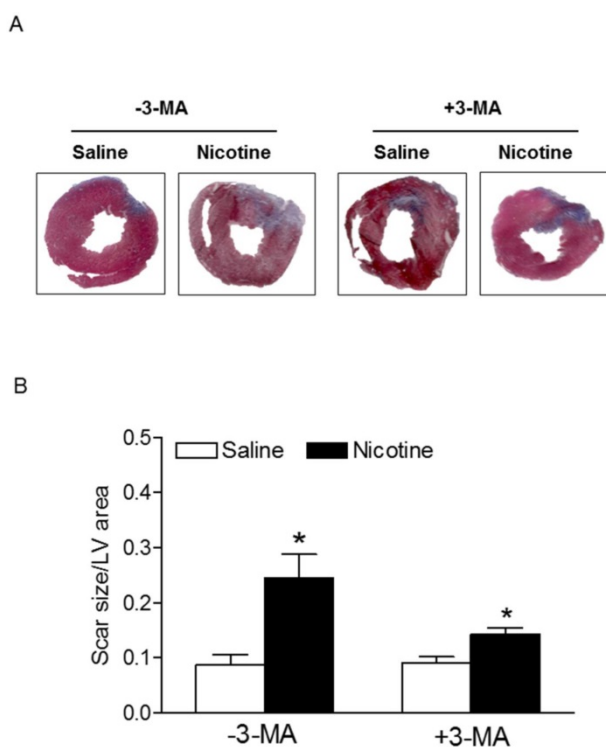 A
-3-MA +3-MA
Saline Nicotine Saline Nicotine
B
Saline Nicotine
Scar size/LV area
0.5
0.4
0.3
0.2
0.1
0.0
*
*
-3-MA +3-MA